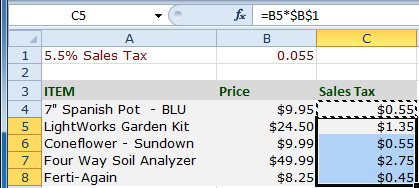 C5 fx =B5*$B$1
A B C
1 5.5% Sales Tax 0.055
2
3 ITEM Price Sales Tax
4 7" Spanish Pot - BLU $9.95 $0.55
5 LightWorks Garden Kit $24.50 $1.35
6 Coneflower - Sundown $9.99 $0.55
7 Four Way Soil Analyzer $49.99 $2.75
8 Ferti-Again $8.25 $0.45